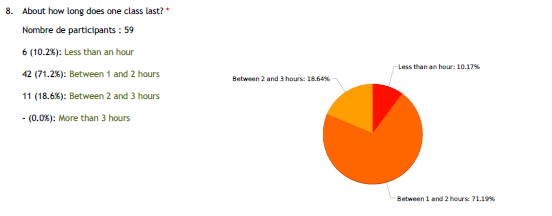 8. About how long does one class last? *
Nombre de participants : 59
6 (10.2%): Less than an hour
42 (71.2%): Between 1 and 2 hours
11 (18.6%): Between 2 and 3 hours
- (0.0%): More than 3 hours
Less than an hour: 10.17%
Between 2 and 3 hours: 18.64%
Between 1 and 2 hours: 71.19%